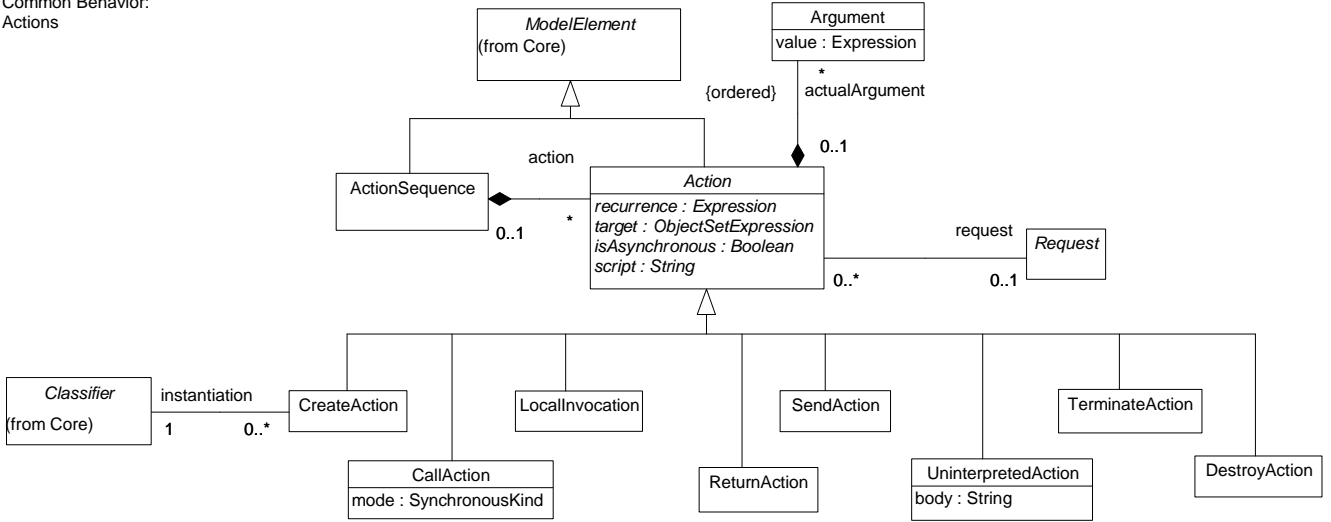 Common Behavior:
Actions
ModelElement
(from Core)
Argument
value : Expression
*
{ordered}
actualArgument
0..1
action
ActionSequence
0..1
*
Action
recurrence : Expression
target : ObjectSetExpression
isAsynchronous : Boolean
script : String
request
0..*
0..1
Request
Classifier
(from Core)
instantiation
1
0..*
CreateAction
LocalInvocation
SendAction
TerminateAction
CallAction
mode : SynchronousKind
ReturnAction
UninterpretedAction
body : String
DestroyAction